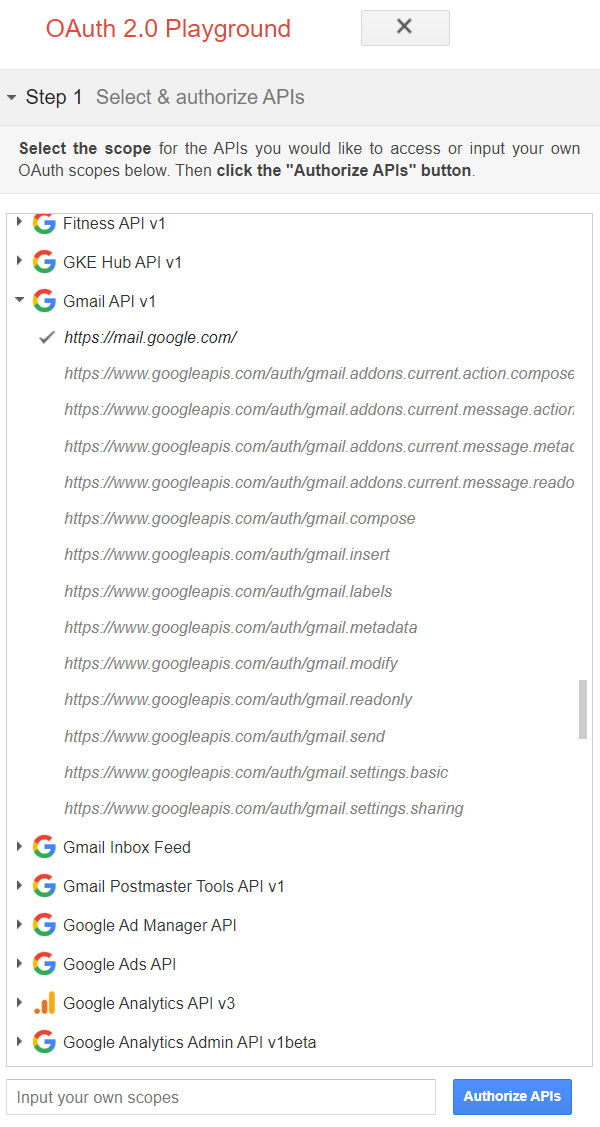 OAuth 2.0 Playground
Step 1 Select & authorize APIs
Select the scope for the APIs you would like to access or input your own
OAuth scopes below. Then click the "Authorize APIs" button.
Fitness API v1
GKE Hub API v1
Gmail API v1
https://mail.google.com/
https://www.googleapis.com/auth/gmail.addons.current.action.compose
https://www.googleapis.com/auth/gmail.addons.current.message.action
https://www.googleapis.com/auth/gmail.addons.current.message.metad
https://www.googleapis.com/auth/gmail.addons.current.message.reado
https://www.googleapis.com/auth/gmail.compose
https://www.googleapis.com/auth/gmail.insert
https://www.googleapis.com/auth/gmail.labels
https://www.googleapis.com/auth/gmail.metadata
https://www.googleapis.com/auth/gmail.modify
https://www.googleapis.com/auth/gmail.readonly
https://www.googleapis.com/auth/gmail.send
https://www.googleapis.com/auth/gmail.settings.basic
https://www.googleapis.com/auth/gmail.settings.sharing
Gmail Inbox Feed
Gmail Postmaster Tools API v1
Google Ad Manager API
Google Ads API
Google Analytics API v3
Google Analytics Admin API v1beta
Input your own scopes
Authorize APIs